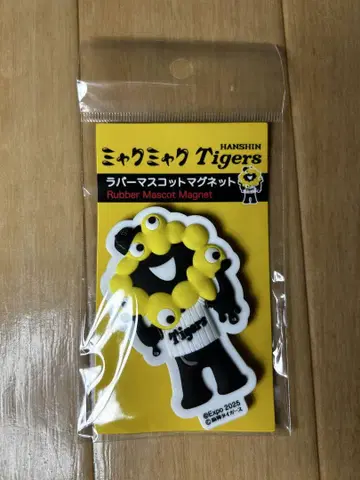 HANSHIN
ミャクミャク Tigers
ラバーマスコットマグネット
Rubber Mascot Magnet
Tigers
©Expo 2025
©阪神タイガース